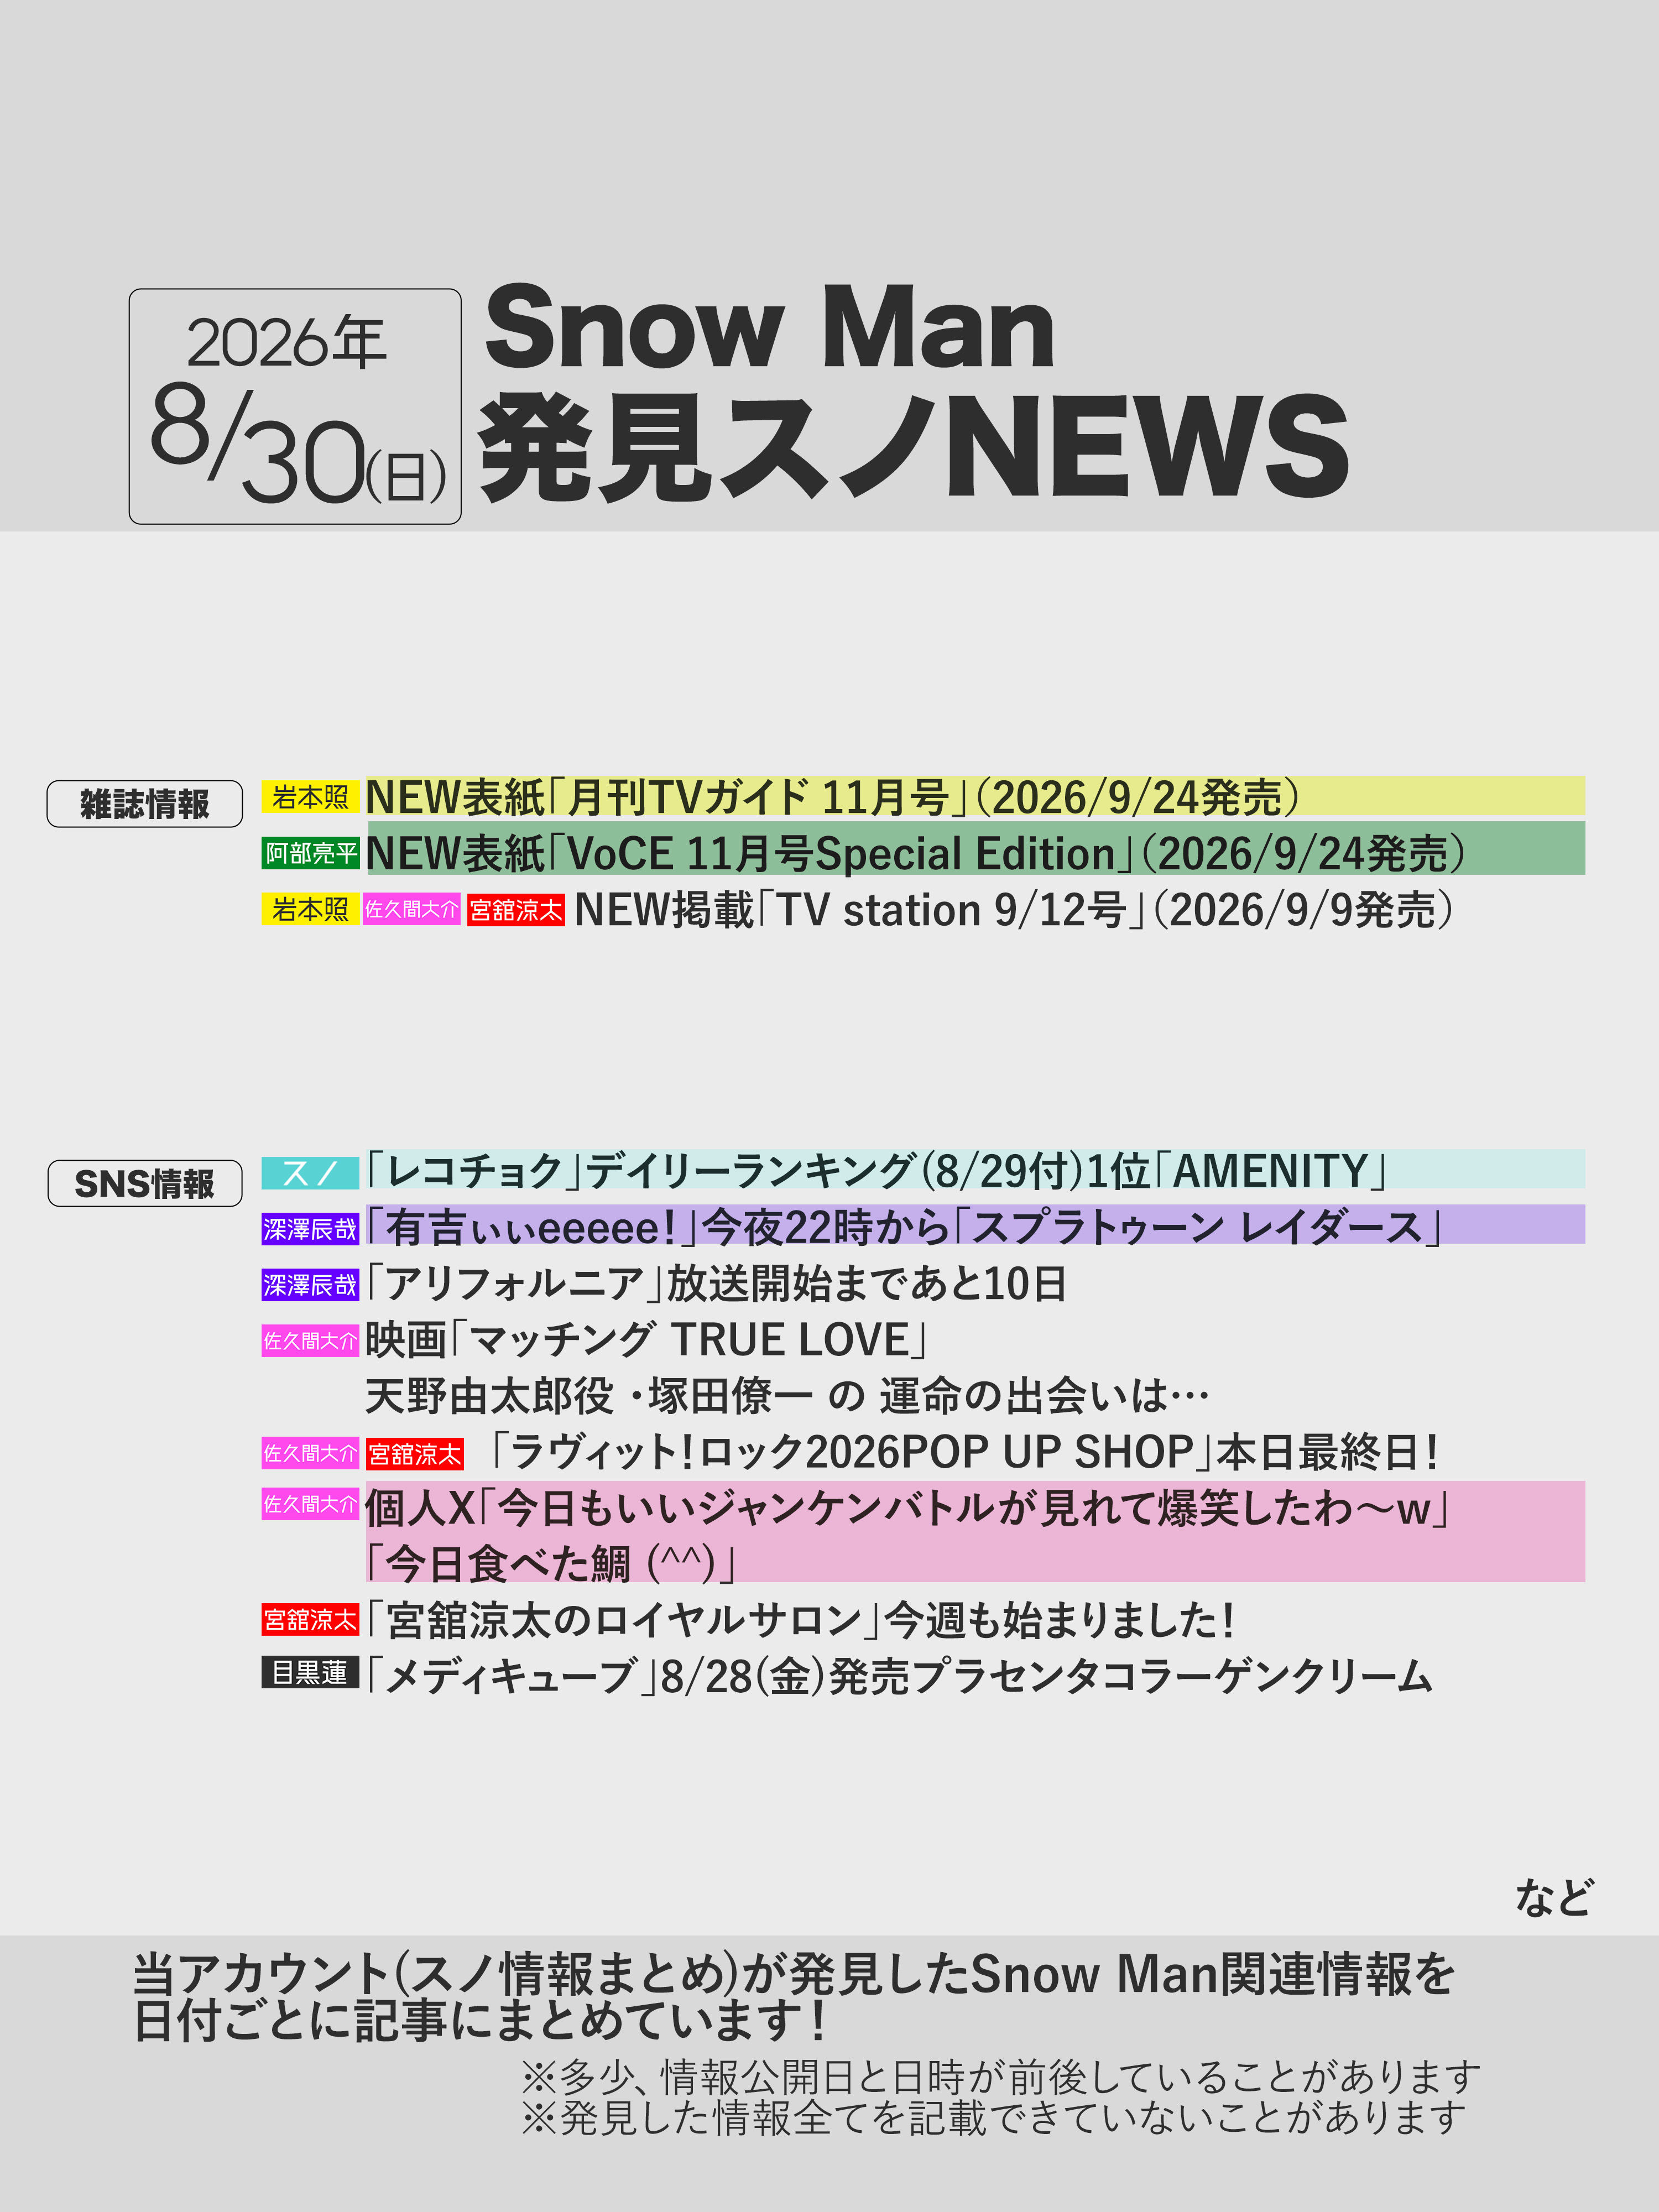 2026年
8/30(日)
Snow Man
発見スノNEWS
雑誌情報
岩本照 NEW表紙「月刊TVガイド 11月号」(2026/9/24発売)
阿部亮平 NEW表紙「VoCE 11月号Special Edition」(2026/9/24発売)
岩本照 佐久間大介 宮舘涼太 NEW掲載「TV station 9/12号」(2026/9/9発売)
SNS情報
スノ 「レコチョク」デイリーランキング(8/29付)1位「AMENITY」
深澤辰哉 「有吉ぃぃeeeee!」今夜22時から「スプラトゥーン レイダース」
深澤辰哉 「アリフォルニア」放送開始まであと10日
佐久間大介 映画「マッチング TRUE LOVE」
天野由太郎役・塚田僚一 の 運命の出会いは…
佐久間大介 宮舘涼太 「ラヴィット!ロック2026POP UP SHOP」本日最終日!
佐久間大介 個人X「今日もいいジャンケンバトルが見れて爆笑したわ〜w」
「今日食べた鯛 (^^)」
宮舘涼太 「宮舘涼太のロイヤルサロン」今週も始まりました!
目黒蓮 「メディキューブ」8/28(金)発売プラセンタコラーゲンクリーム
など
当アカウント(スノ情報まとめ)が発見したSnow Man関連情報を
日付ごとに記事にまとめています!
※多少、情報公開日と日時が前後していることがあります
※発見した情報全てを記載できていないことがあります